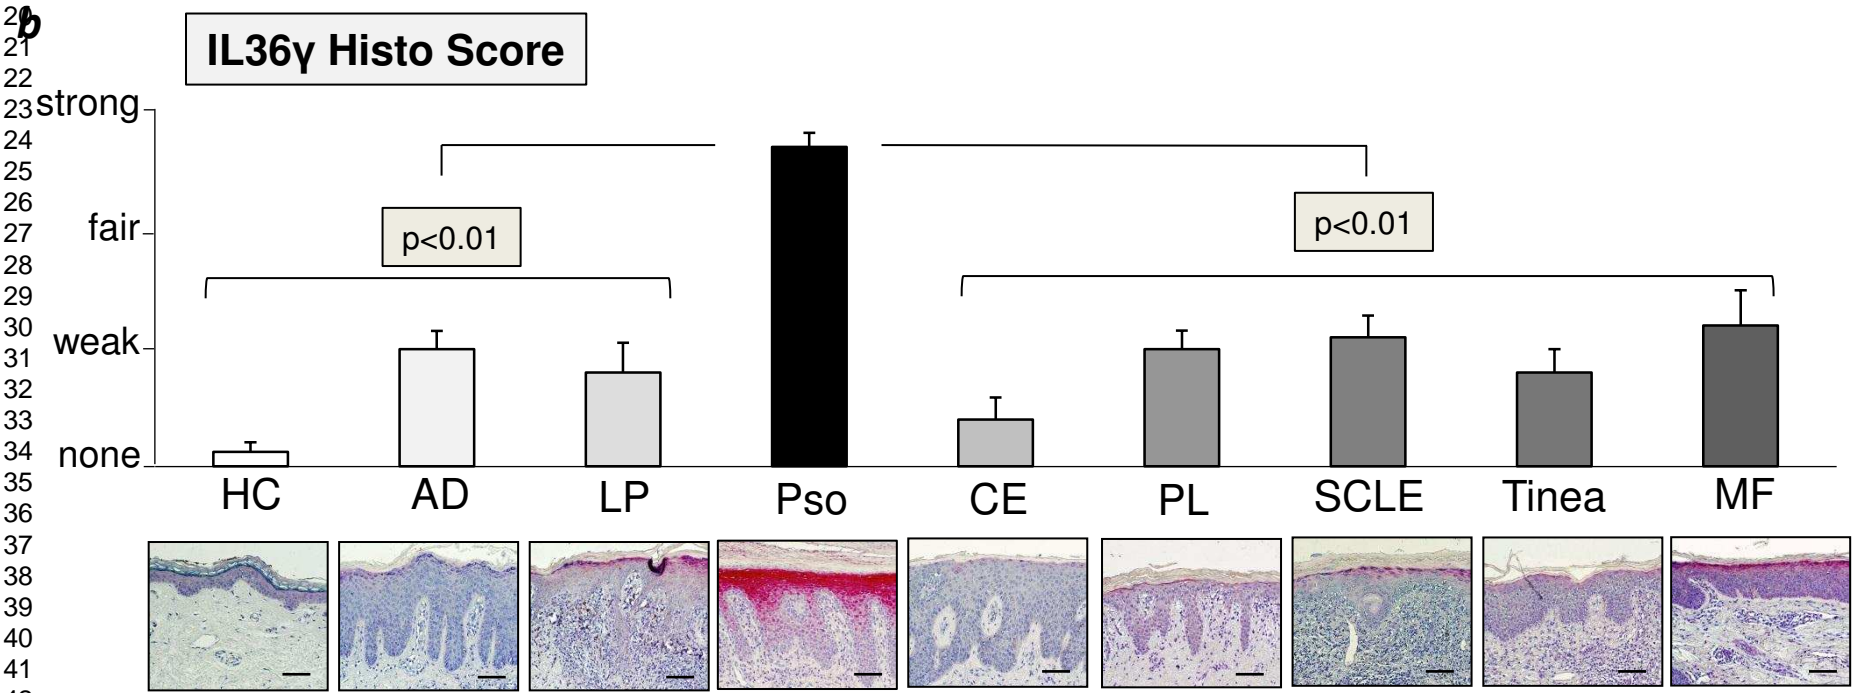 20
b
21
IL36γ Histo Score
22
23 strong
24
25
26
p<0.01
p<0.01
fair
27
28
29
30
weak
31
32
33
34 none
35
HC AD LP Pso CE PL SCLE Tinea MF
36
37
38
39
40
41